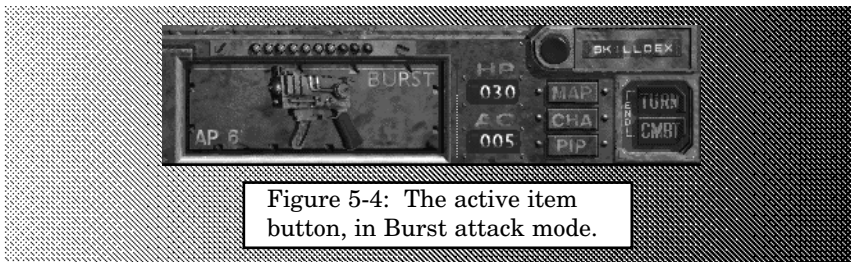 SKILLDEX
BURST
HP
030
MAP
TURN
AC
CHA
END
AP 6
005
PIP
CMBT
Figure 5-4: The active item
button, in Burst attack mode.